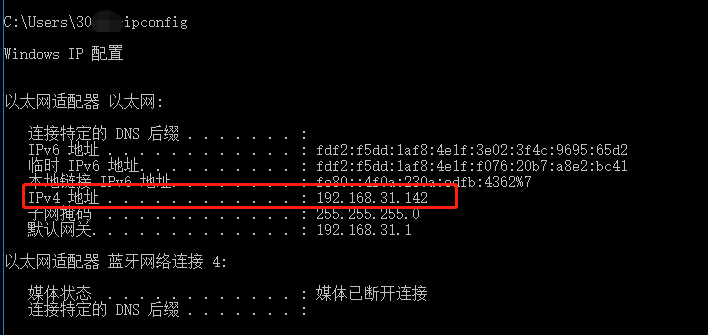 C:\Users\30 ipconfig
Windows IP 配置
以太网适配器 以太网:
连接特定的 DNS 后缀 . . . . . . . :
IPv6 地址 . . . . . . . . . . . . : fdf2:f5dd:1af8:4e1f:3e02:3f4c:9695:65d2
临时 IPv6 地址. . . . . . . . . . : fdf2:f5dd:1af8:4e1f:f076:20b7:a8e2:bc41
本地链接 IPv6 地址. . . . . . . . : fe80::4f0a:230a:edfb:4362%7
IPv4 地址 . . . . . . . . . . . . : 192.168.31.142
子网掩码 . . . . . . . . . . . . : 255.255.255.0
默认网关. . . . . . . . . . . . . : 192.168.31.1
以太网适配器 蓝牙网络连接 4:
媒体状态 . . . . . . . . . . . . : 媒体已断开连接
连接特定的 DNS 后缀 . . . . . . . :